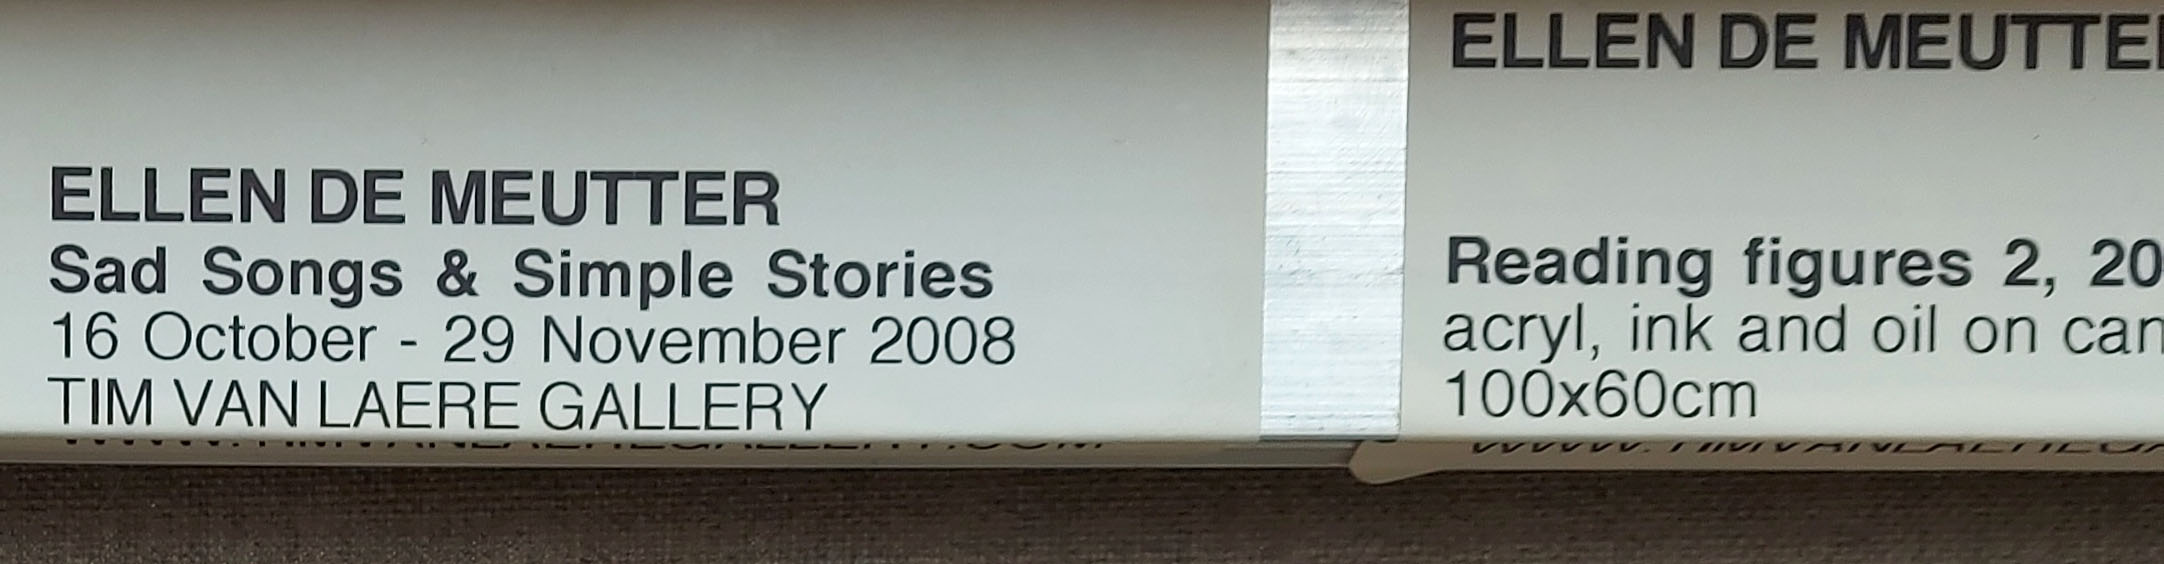 ELLEN DE MEUTTER
Sad Songs & Simple Stories
16 October - 29 November 2008
TIM VAN LAERE GALLERY
ELLEN DE MEUTTER
Reading figures 2, 20
acryl, ink and oil on can
100x60cm